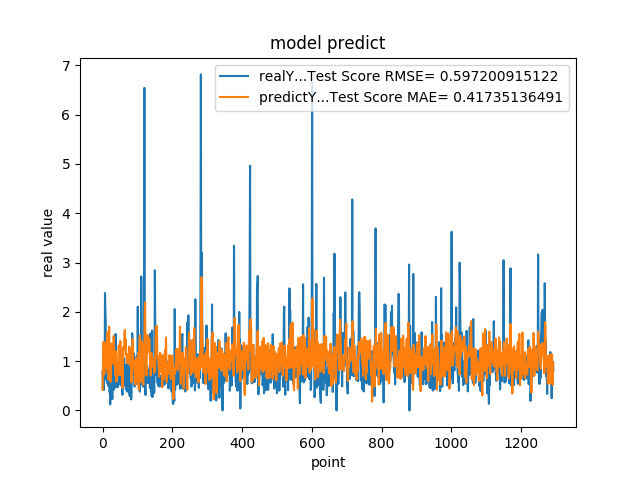 model predict
realY...Test Score RMSE= 0.597200915122
predictY...Test Score MAE= 0.41735136491
7
6
5
4
3
2
1
0
real value
0 200 400 600 800 1000 1200
point